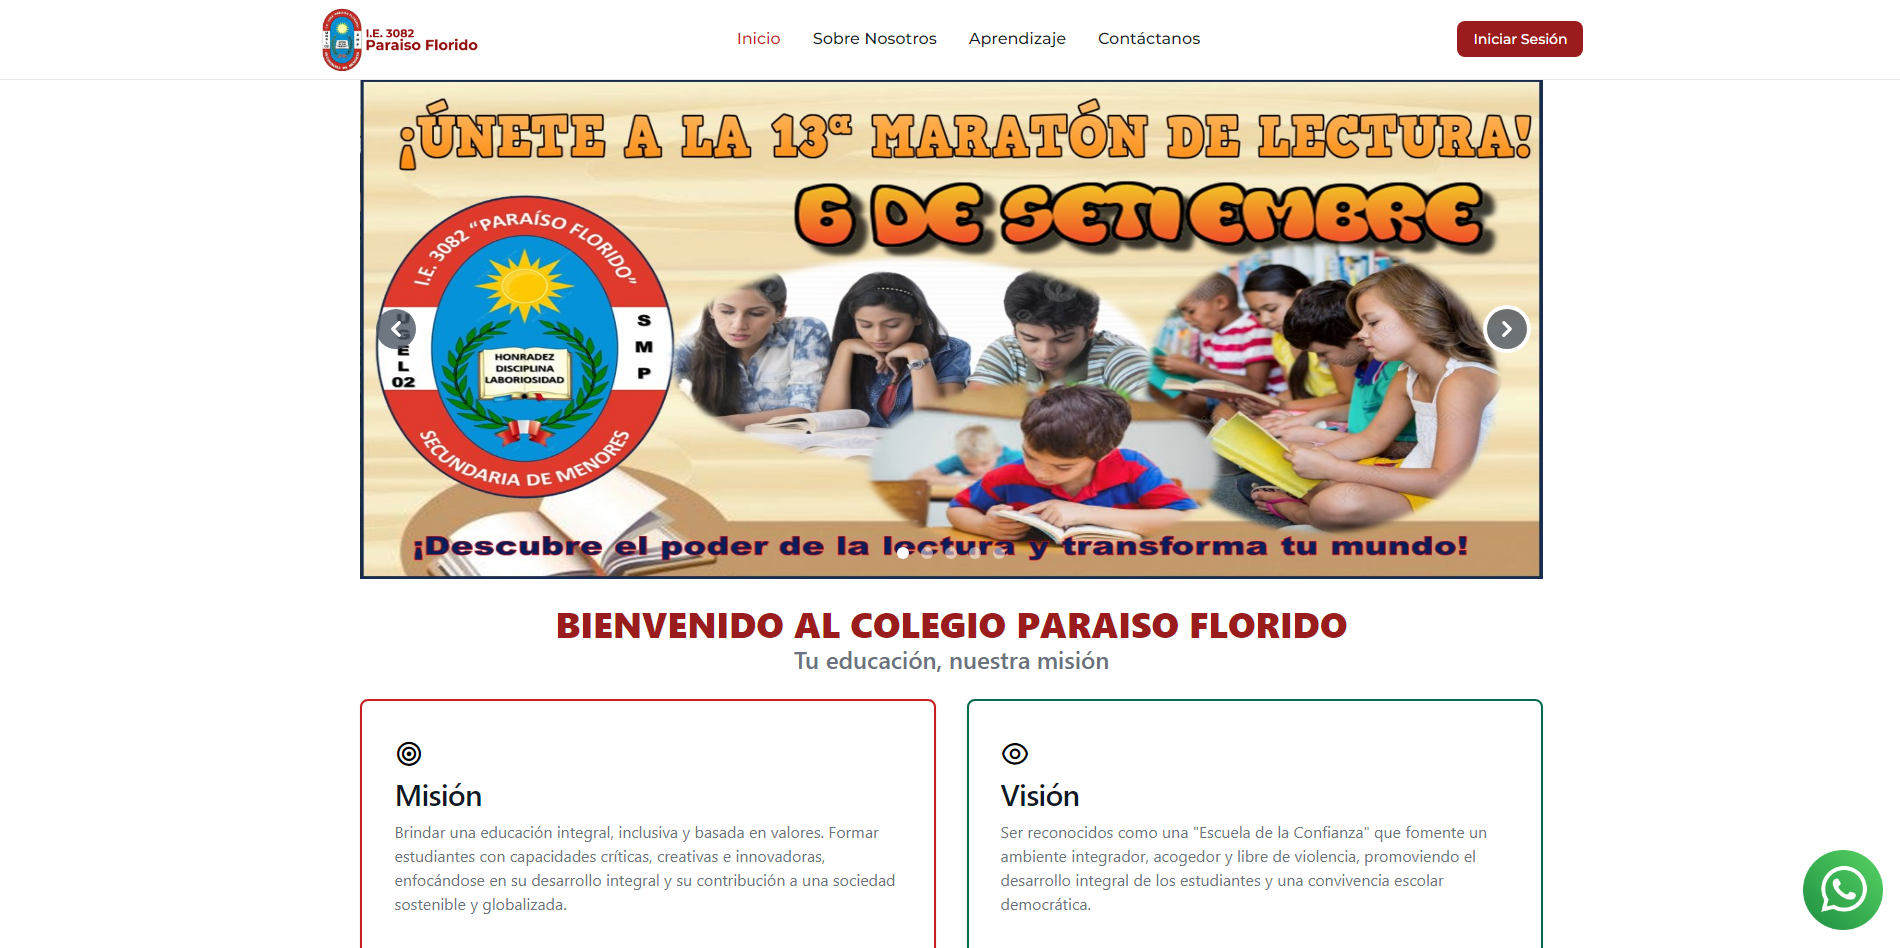 I.E. 3082
Paraiso Florido
Inicio
Sobre Nosotros
Aprendizaje
Contáctanos
Iniciar Sesión
¡ÚNETE A LA 13ª MARATÓN DE LECTURA!
6 DE SETIEMBRE
I.E. 3082 "PARAÍSO FLORIDO"
UGEL 02
SMP
HONRADEZ
DISCIPLINA
LABORIOSIDAD
SECUNDARIA DE MENORES
¡Descubre el poder de la lectura y transforma tu mundo!
BIENVENIDO AL COLEGIO PARAISO FLORIDO
Tu educación, nuestra misión
Misión
Brindar una educación integral, inclusiva y basada en valores. Formar
estudiantes con capacidades críticas, creativas e innovadoras,
enfocándose en su desarrollo integral y su contribución a una sociedad
sostenible y globalizada.
Visión
Ser reconocidos como una "Escuela de la Confianza" que fomente un
ambiente integrador, acogedor y libre de violencia, promoviendo el
desarrollo integral de los estudiantes y una convivencia escolar
democrática.